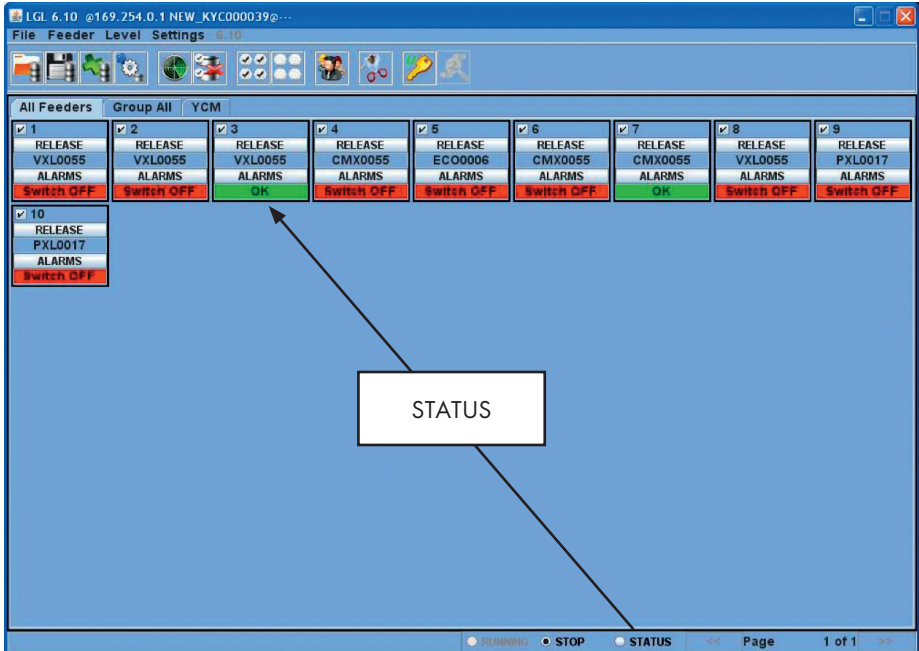 LGL 6.10 @169.254.0.1 NEW_KYC000039@---
File Feeder Level Settings 6.10
All Feeders Group All YCM
1 2 3 4 5 6 7 8 9
RELEASE RELEASE RELEASE RELEASE RELEASE RELEASE RELEASE RELEASE RELEASE
VXL0055 VXL0055 VXL0055 CMX0055 ECO0006 CMX0055 CMX0055 VXL0055 PXL0017
ALARMS ALARMS ALARMS ALARMS ALARMS ALARMS ALARMS ALARMS ALARMS
Switch OFF Switch OFF OK Switch OFF Switch OFF Switch OFF OK Switch OFF Switch OFF
10
RELEASE
PXL0017
ALARMS
Switch OFF
STATUS
RUNNING STOP STATUS << Page 1 of 1 >>